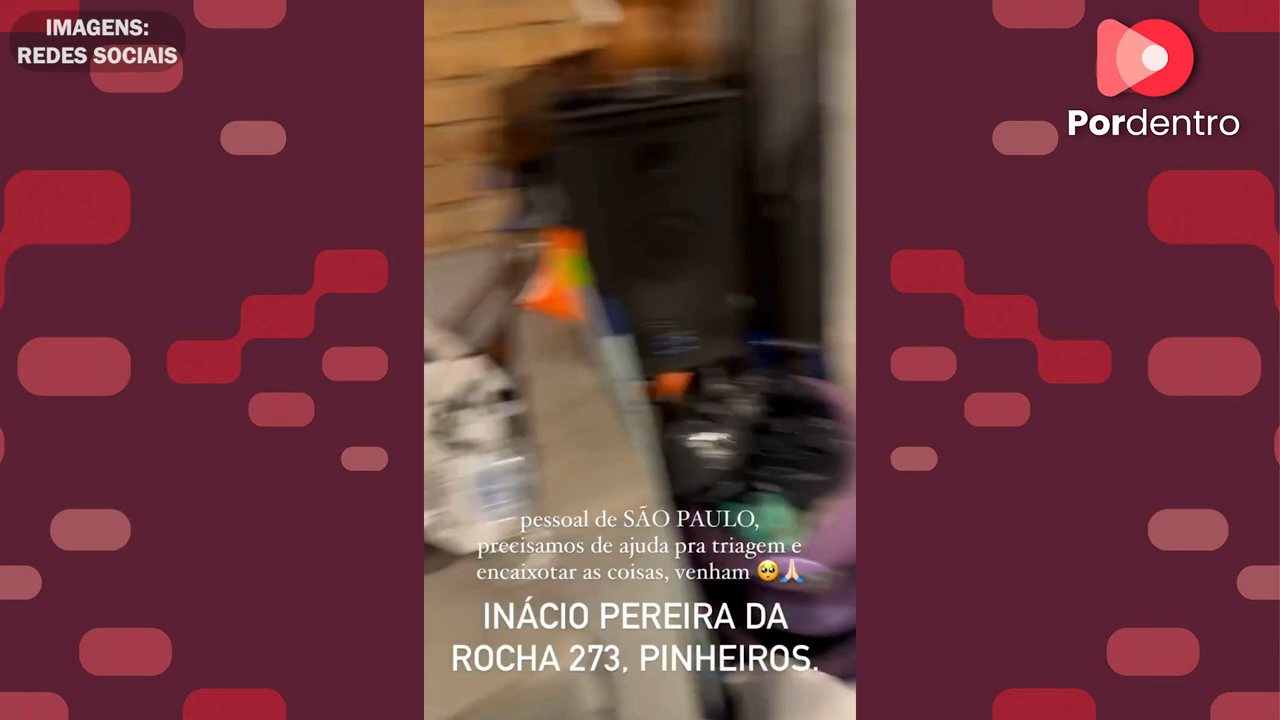 IMAGENS:
REDES SOCIAIS
Pordentro
pessoal de SÃO PAULO,
precisamos de ajuda pra triagem e
encaixotar as coisas, venham 🥺🙏🏻
INÁCIO PEREIRA DA
ROCHA 273, PINHEIROS.